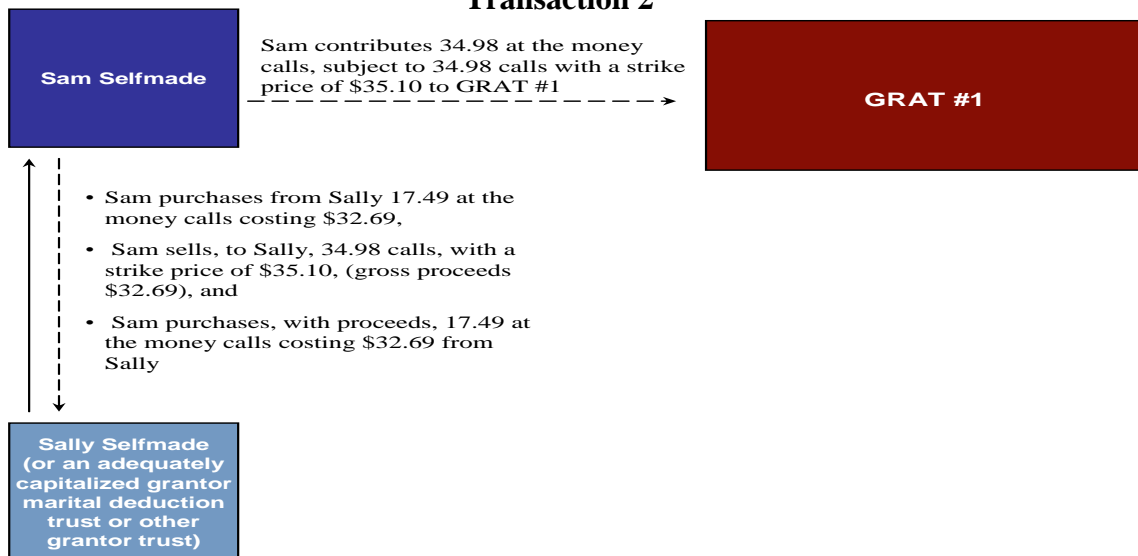 Transaction 2
Sam Selfmade
Sam contributes 34.98 at the money
calls, subject to 34.98 calls with a strike
price of $35.10 to GRAT #1
GRAT #1
• Sam purchases from Sally 17.49 at the
money calls costing $32.69,
• Sam sells, to Sally, 34.98 calls, with a
strike price of $35.10, (gross proceeds
$32.69), and
• Sam purchases, with proceeds, 17.49 at
the money calls costing $32.69 from
Sally
Sally Selfmade
(or an adequately
capitalized grantor
marital deduction
trust or other
grantor trust)